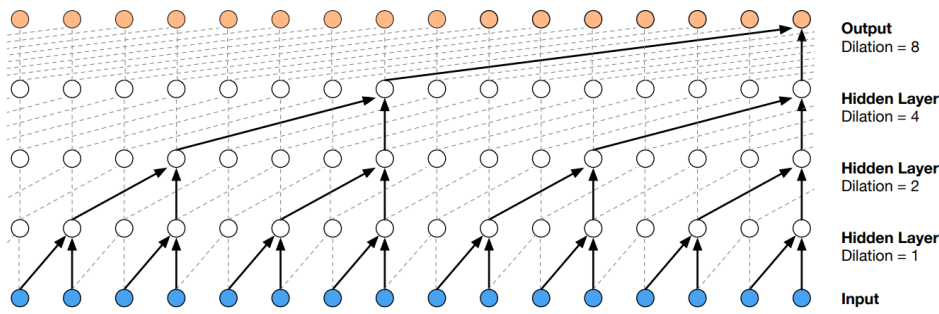 Output
Dilation = 8
Hidden Layer
Dilation = 4
Hidden Layer
Dilation = 2
Hidden Layer
Dilation = 1
Input